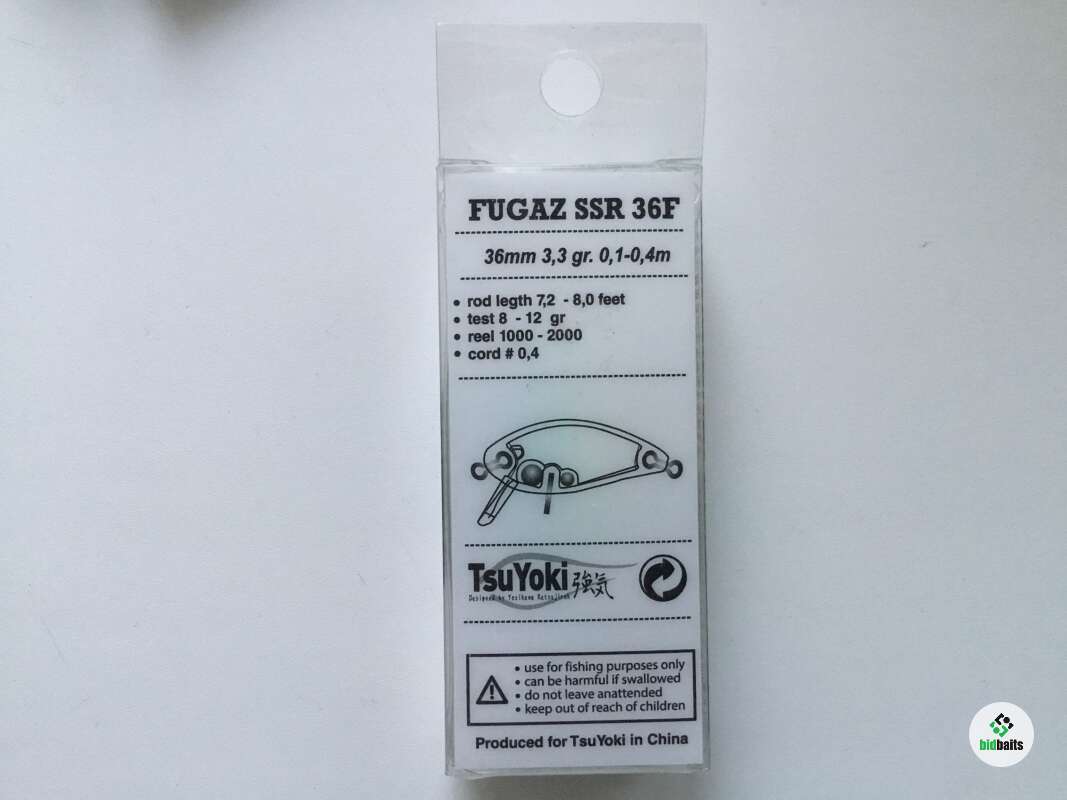 FUGAZ SSR 36F
36mm 3,3 gr. 0,1-0,4m
• rod legth 7,2 - 8,0 feet
• test 8 - 12 gr
• reel 1000 - 2000
• cord # 0,4
TsuYoki 強気
Designed by
• use for fishing purposes only
• can be harmful if swallowed
• do not leave anattended
• keep out of reach of children
Produced for TsuYoki in China
bidbaits